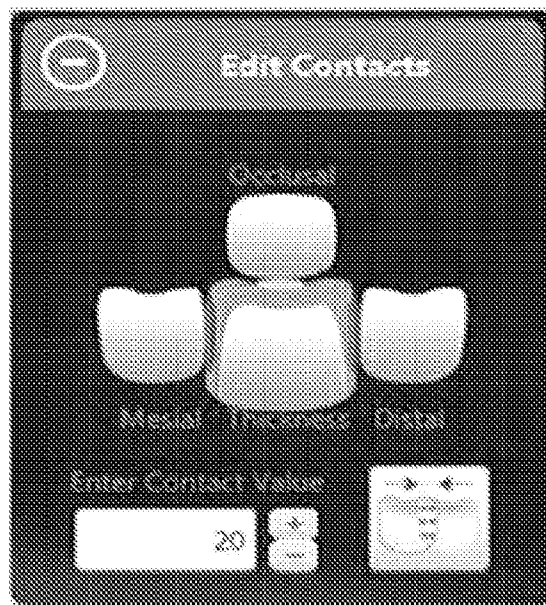 Edit Contacts
Occlusal
Mesial Thickness Distal
Enter Contact Value
20
+
−